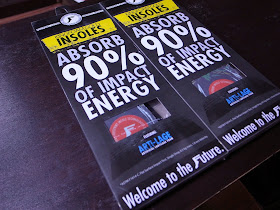 INSOLES
ABSORB
90%
OF IMPACT
ENERGY
ARTI-LAGE
Welcome to the Future.
INSOLES
ABSORB
90%
OF IMPACT
ENERGY
ARTI-LAGE
Welcome to the Future.